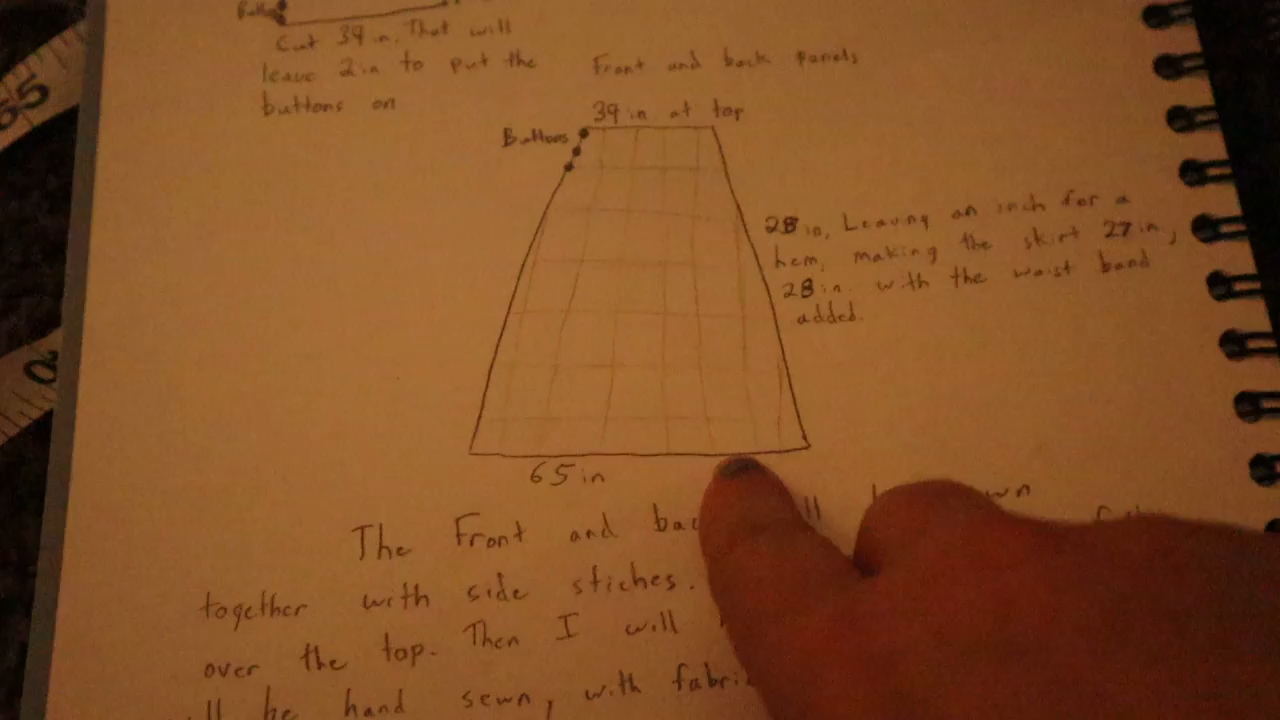 Cut 39 in. That will
leave 2 in to put the
buttons on
Front and back panels
39 in at top
Buttons
28 in, Leaving an inch for a
hem, making the skirt 27 in,
28 in. with the waist band
added.
65 in
The Front and
together with side stiches.
over the top. Then I will
be hand sewn, with
65